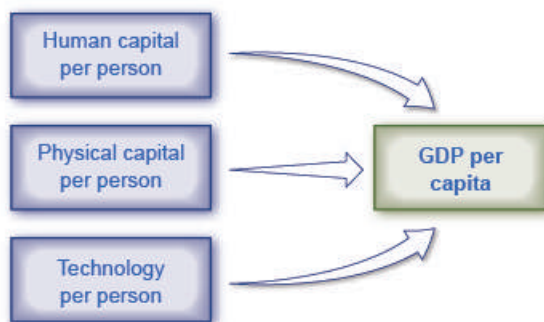 Human capital
per person
Physical capital
per person
GDP per
capita
Technology
per person